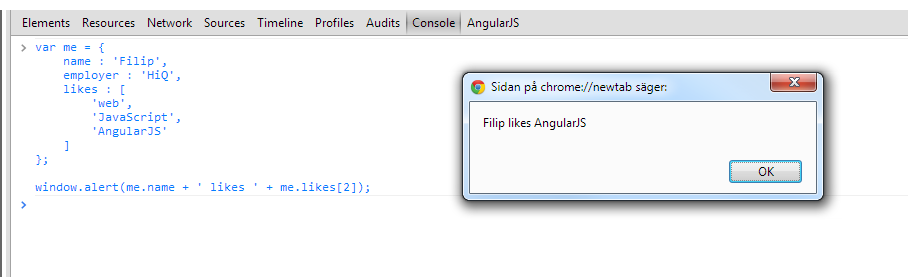 Elements Resources Network Sources Timeline Profiles Audits Console AngularJS
> var me = {
    name : 'Filip',
    employer : 'HiQ',
    likes : [
        'web',
        'JavaScript',
        'AngularJS'
    ]
};
window.alert(me.name + ' likes ' + me.likes[2]);
>
Sidan på chrome://newtab säger:
Filip likes AngularJS
OK